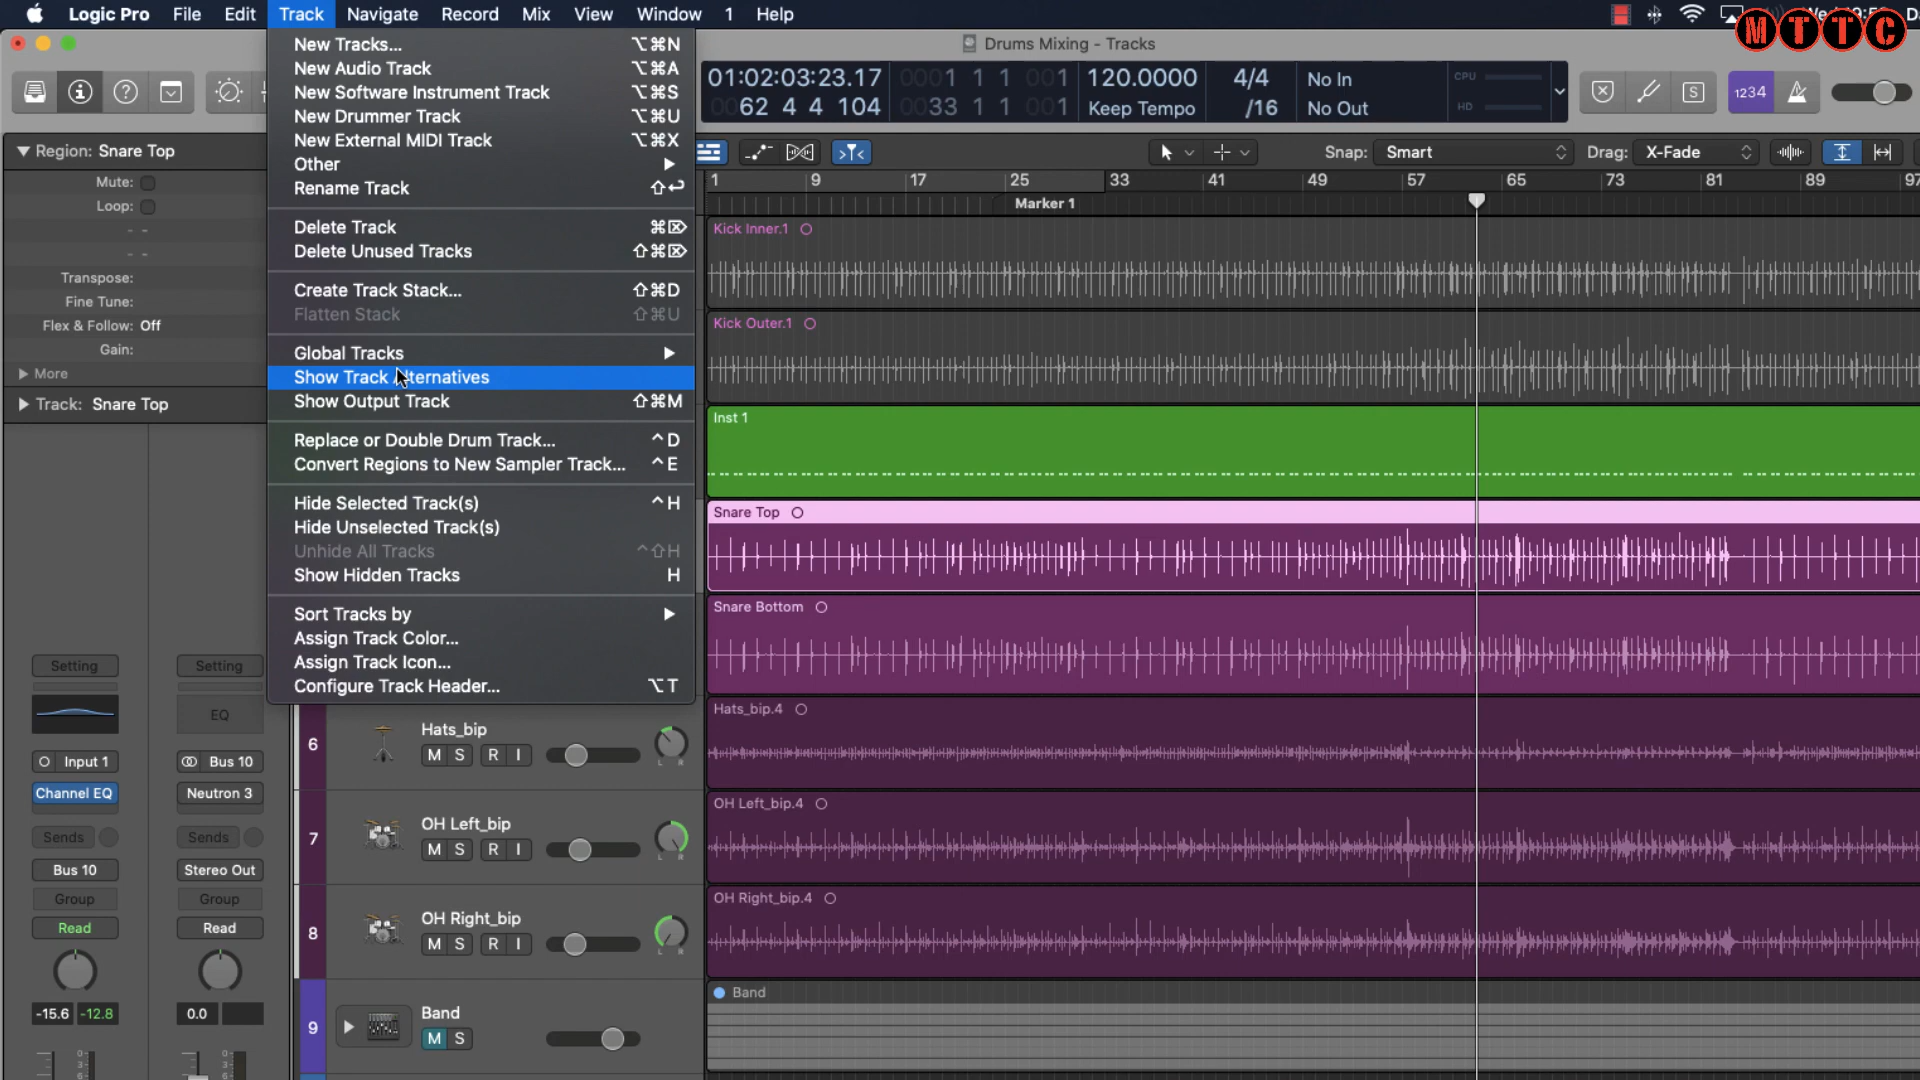 Logic Pro File Edit Track Navigate Record Mix View Window 1 Help
MTTC
Drums Mixing - Tracks
New Tracks... ⌥⌘N
New Audio Track ⌥⌘A
New Software Instrument Track ⌥⌘S
New Drummer Track ⌥⌘U
New External MIDI Track ⌥⌘X
Other
Rename Track ⇧↩
Delete Track ⌘⌦
Delete Unused Tracks ⇧⌘⌦
Create Track Stack... ⇧⌘D
Flatten Stack ⇧⌘U
Global Tracks
Show Track Alternatives
Show Output Track ⇧⌘M
Replace or Double Drum Track... ^D
Convert Regions to New Sampler Track... ^E
Hide Selected Track(s) ^H
Hide Unselected Track(s)
Unhide All Tracks ^⇧H
Show Hidden Tracks H
Sort Tracks by
Assign Track Color...
Assign Track Icon...
Configure Track Header... ⌥T
01:02:03:23.17 0001 1 1 001 120.0000 4/4 No In CPU
0062 4 4 104 0033 1 1 001 Keep Tempo /16 No Out HD
S 1234
Region: Snare Top
Mute:
Loop:
- -
- -
Transpose:
Fine Tune:
Flex & Follow: Off
Gain:
More
Track: Snare Top
Snap: Smart Drag: X-Fade
1 9 17 25 33 41 49 57 65 73 81 89 97
Marker 1
Kick Inner.1
Kick Outer.1
Inst 1
Snare Top
Snare Bottom
Hats_bip.4
OH Left_bip.4
OH Right_bip.4
Band
Setting Setting
EQ
Input 1 Bus 10
Channel EQ Neutron 3
Sends Sends
Bus 10 Stereo Out
Group Group
Read Read
-15.6 -12.8 0.0
0 0
3 3
6 6
6 Hats_bip
M S R I L R
7 OH Left_bip
M S R I L R
8 OH Right_bip
M S R I L R
9 Band
M S